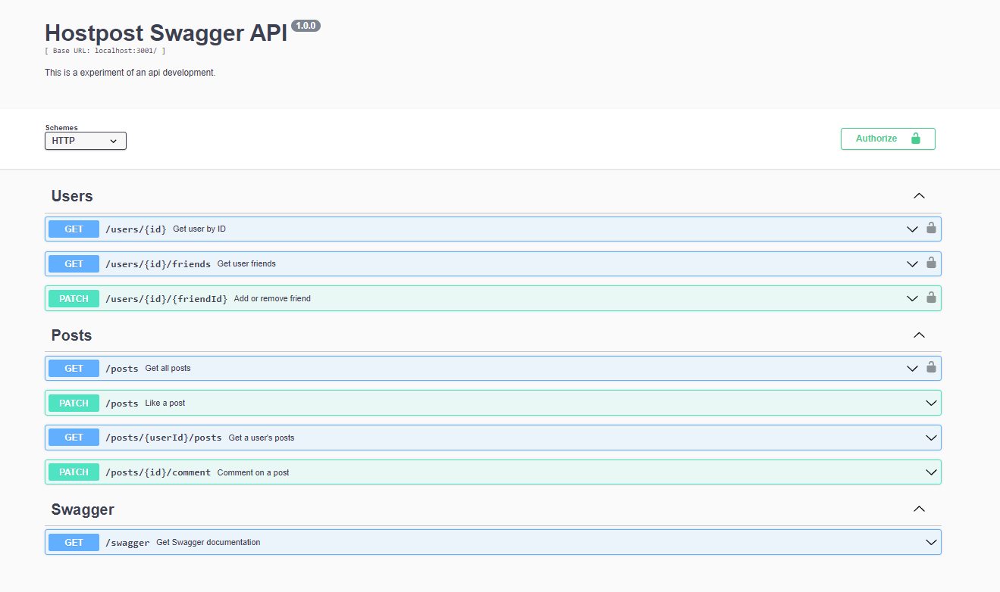 Hostpost Swagger API 1.0.0
[ Base URL: localhost:3001/ ]
This is a experiment of an api development.
Schemes
HTTP
Authorize
Users
GET /users/{id} Get user by ID
GET /users/{id}/friends Get user friends
PATCH /users/{id}/{friendId} Add or remove friend
Posts
GET /posts Get all posts
PATCH /posts Like a post
GET /posts/{userId}/posts Get a user's posts
PATCH /posts/{id}/comment Comment on a post
Swagger
GET /swagger Get Swagger documentation